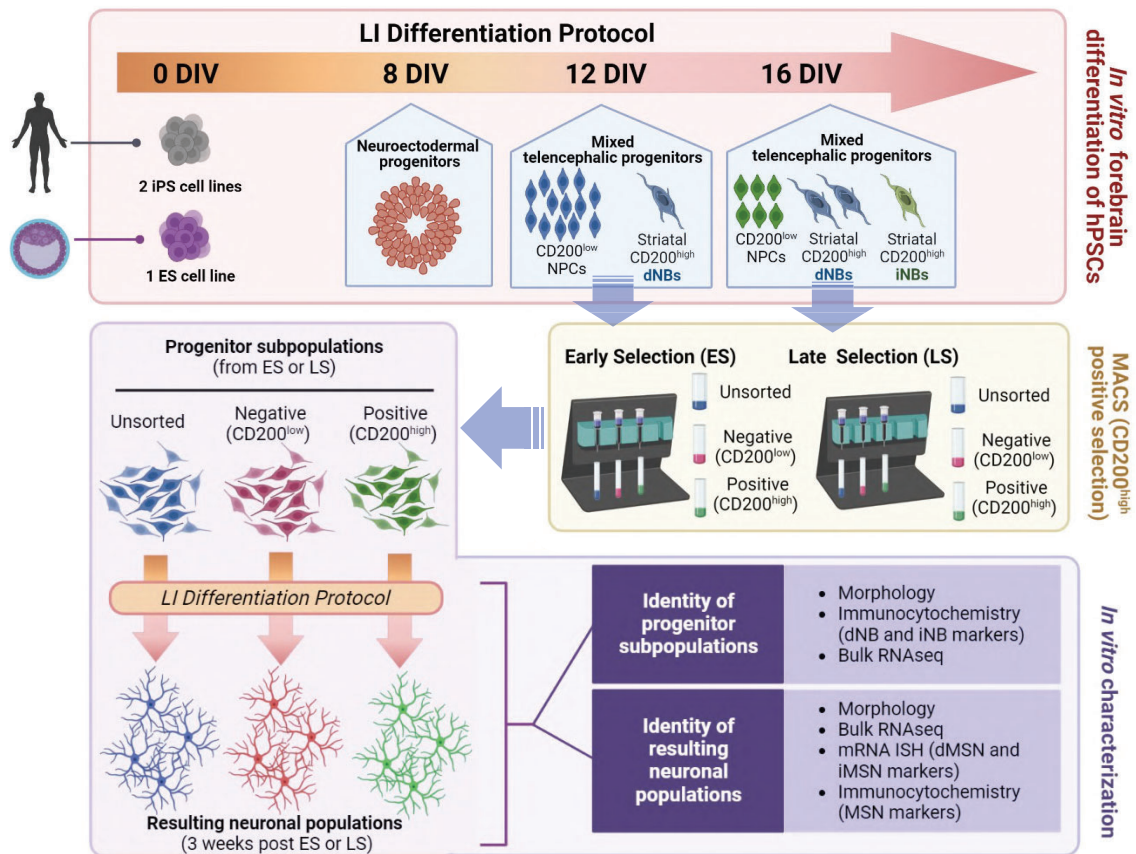 LI Differentiation Protocol
0 DIV
8 DIV
12 DIV
16 DIV
2 iPS cell lines
1 ES cell line
Neuroectodermal
progenitors
Mixed
telencephalic progenitors
CD200low
NPCs
Striatal
CD200high
dNBs
Mixed
telencephalic progenitors
CD200low
NPCs
Striatal
CD200high
dNBs
Striatal
CD200high
iNBs
In vitro forebrain
differentiation of hPSCs
Early Selection (ES)
Unsorted
Negative
(CD200low)
Positive
(CD200high)
Late Selection (LS)
Unsorted
Negative
(CD200low)
Positive
(CD200high)
MACS (CD200high
positive selection)
Progenitor subpopulations
(from ES or LS)
Unsorted
Negative
(CD200low)
Positive
(CD200high)
LI Differentiation Protocol
Resulting neuronal populations
(3 weeks post ES or LS)
Identity of
progenitor
subpopulations
• Morphology
• Immunocytochemistry
(dNB and iNB markers)
• Bulk RNAseq
Identity of
resulting
neuronal
populations
• Morphology
• Bulk RNAseq
• mRNA ISH (dMSN and
iMSN markers)
• Immunocytochemistry
(MSN markers)
In vitro characterization